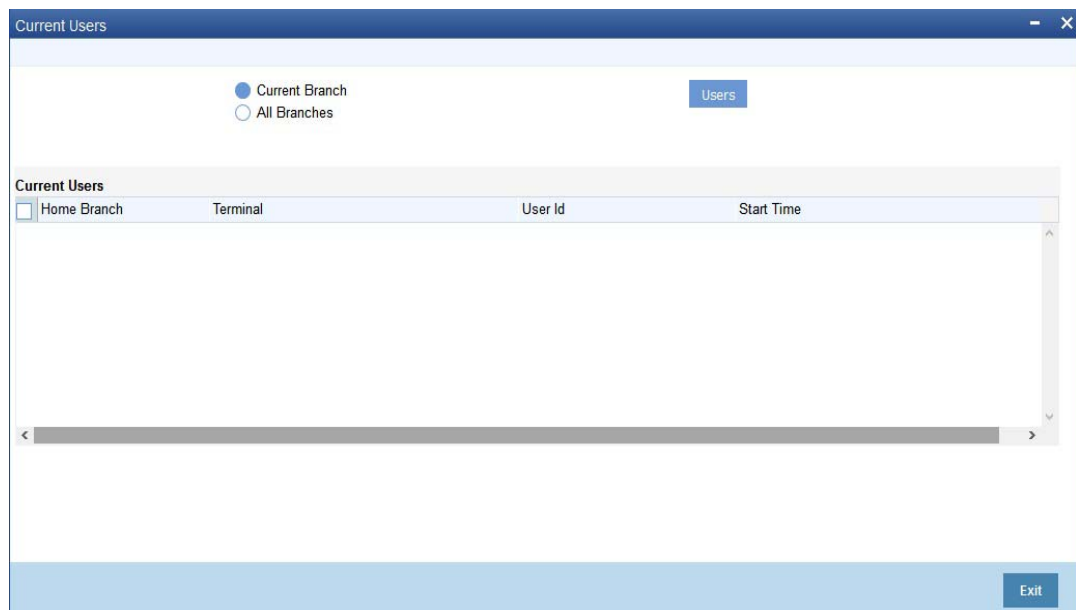 Current Users
Current Branch
Users
All Branches
Current Users
Home Branch Terminal User Id Start Time
Exit